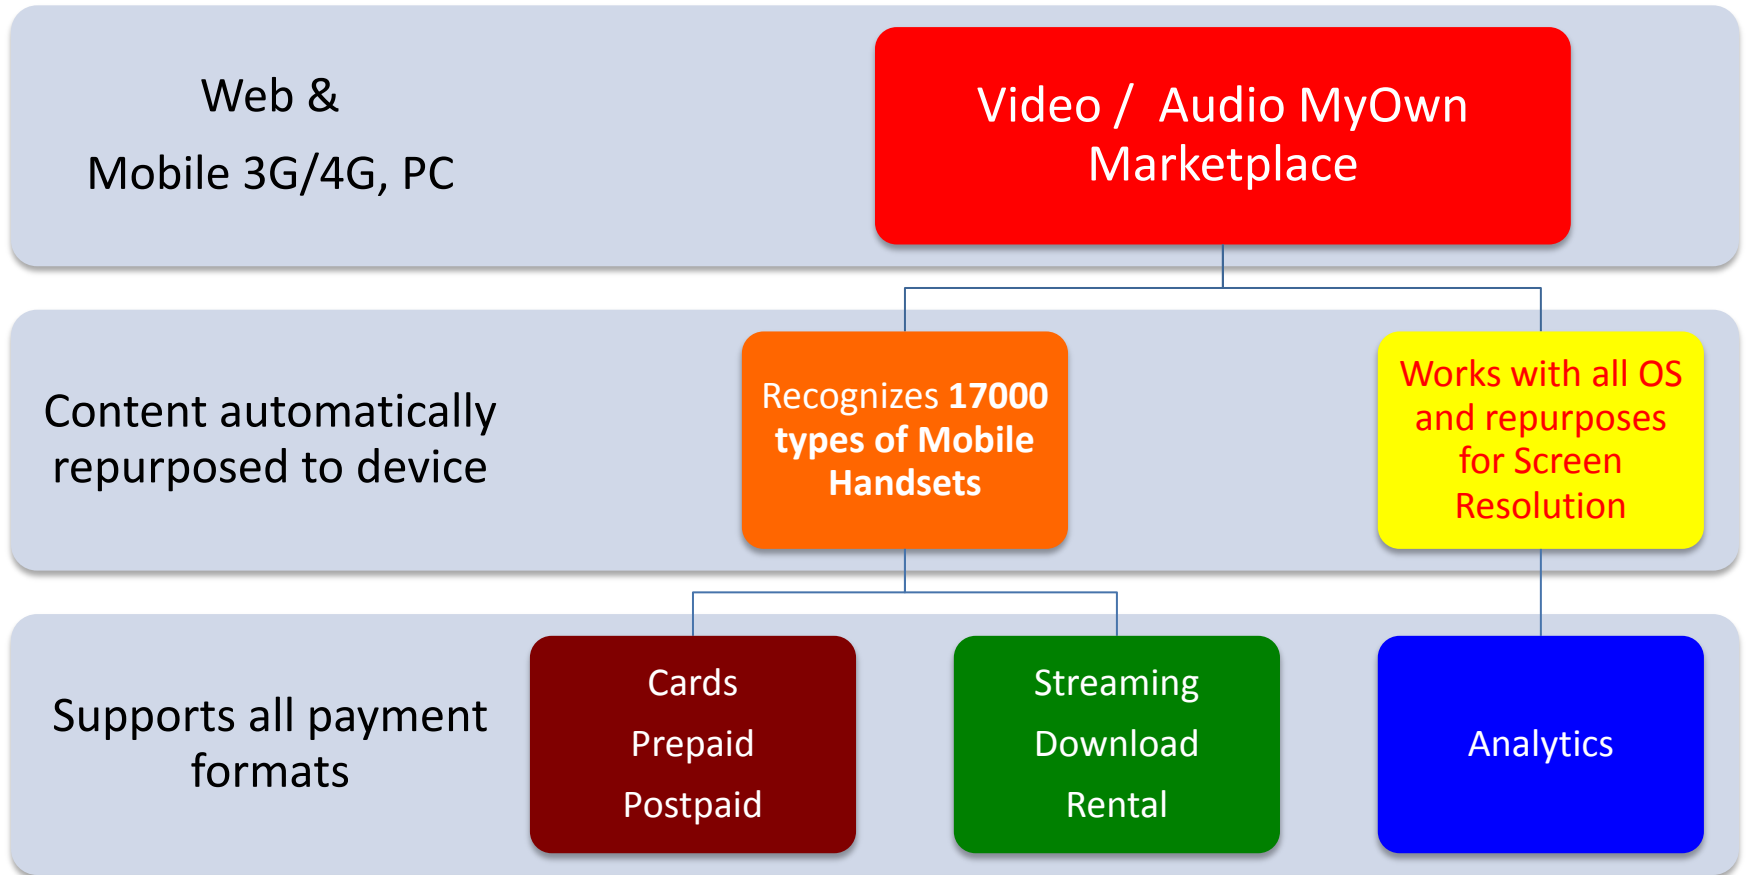 Web &
Mobile 3G/4G, PC
Video /  Audio MyOwn
Marketplace
Content automatically
repurposed to device
Recognizes 17000
types of Mobile
Handsets
Works with all OS
and repurposes
for Screen
Resolution
Supports all payment
formats
Cards
Prepaid
Postpaid
Streaming
Download
Rental
Analytics